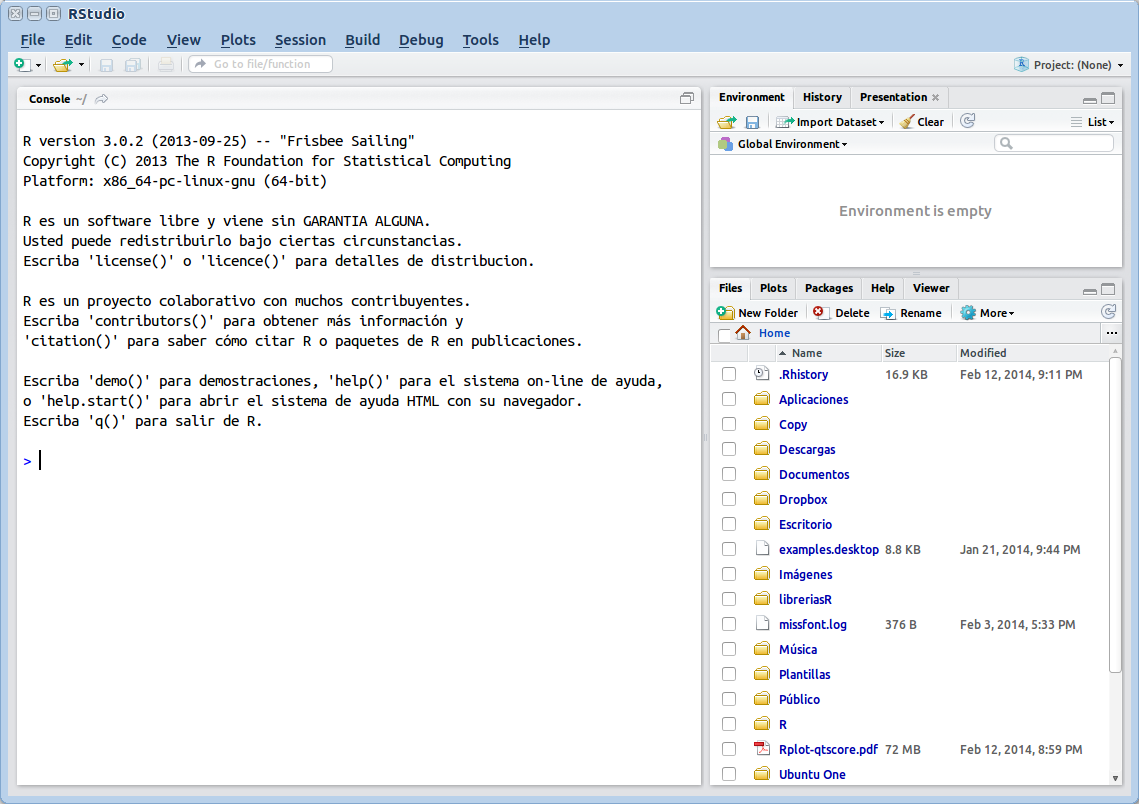 RStudio
File Edit Code View Plots Session Build Debug Tools Help
Go to file/function
Project: (None)
Console ~/
R version 3.0.2 (2013-09-25) -- "Frisbee Sailing"
Copyright (C) 2013 The R Foundation for Statistical Computing
Platform: x86_64-pc-linux-gnu (64-bit)
R es un software libre y viene sin GARANTIA ALGUNA.
Usted puede redistribuirlo bajo ciertas circunstancias.
Escriba 'license()' o 'licence()' para detalles de distribucion.
R es un proyecto colaborativo con muchos contribuyentes.
Escriba 'contributors()' para obtener más información y
'citation()' para saber cómo citar R o paquetes de R en publicaciones.
Escriba 'demo()' para demostraciones, 'help()' para el sistema on-line de ayuda,
o 'help.start()' para abrir el sistema de ayuda HTML con su navegador.
Escriba 'q()' para salir de R.
>
Environment History Presentation
Import Dataset Clear List
Global Environment
Environment is empty
Files Plots Packages Help Viewer
New Folder Delete Rename More
Home ...
Name Size Modified
.Rhistory 16.9 KB Feb 12, 2014, 9:11 PM
Aplicaciones
Copy
Descargas
Documentos
Dropbox
Escritorio
examples.desktop 8.8 KB Jan 21, 2014, 9:44 PM
Imágenes
libreriasR
missfont.log 376 B Feb 3, 2014, 5:33 PM
Música
Plantillas
Público
R
Rplot-qtscore.pdf 72 MB Feb 12, 2014, 8:59 PM
Ubuntu One